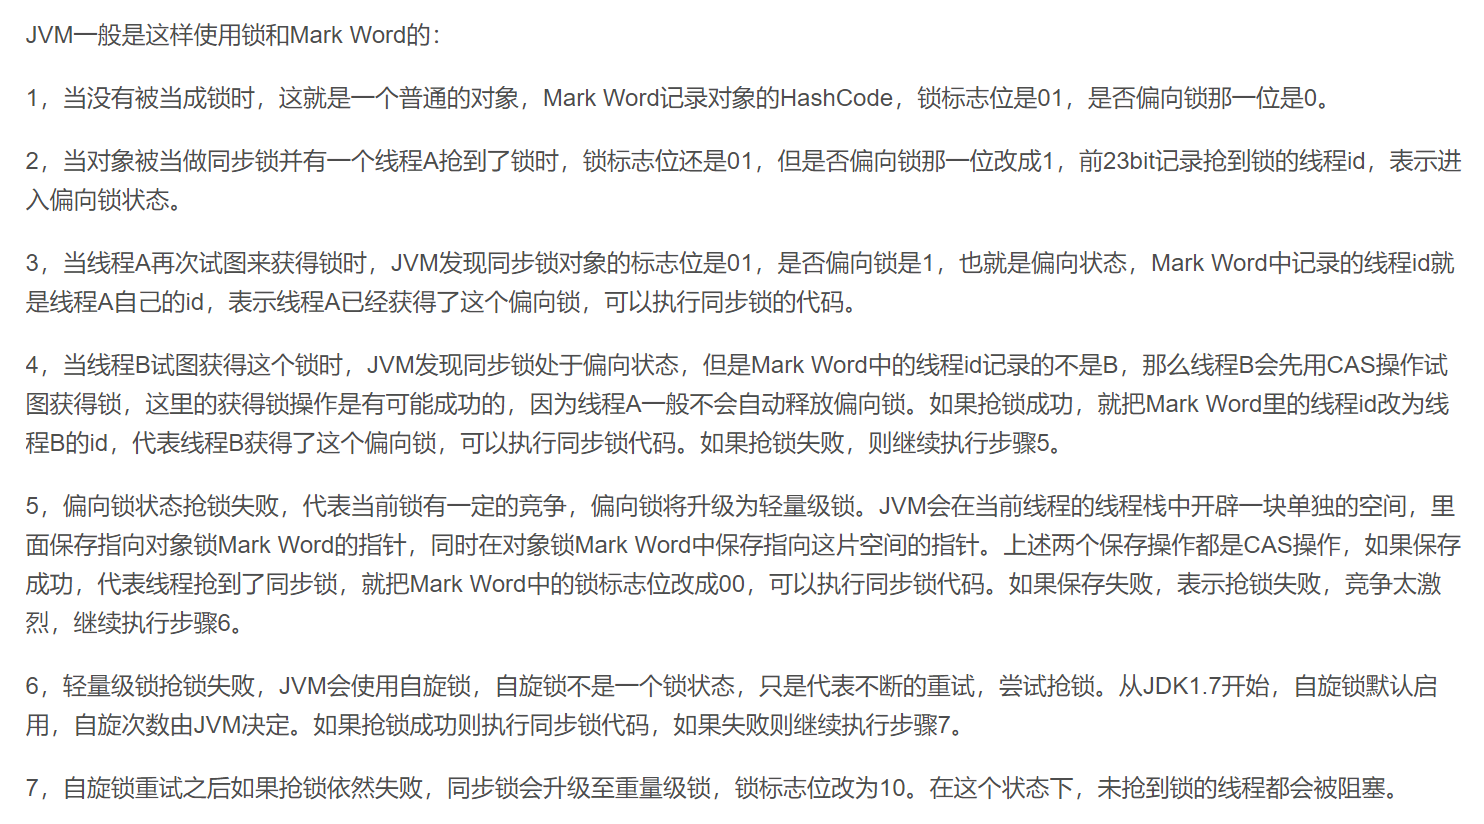 JVM一般是这样使用锁和Mark Word的：
1，当没有被当成锁时，这就是一个普通的对象，Mark Word记录对象的HashCode，锁标志位是01，是否偏向锁那一位是0。
2，当对象被当做同步锁并有一个线程A抢到了锁时，锁标志位还是01，但是否偏向锁那一位改成1，前23bit记录抢到锁的线程id，表示进
入偏向锁状态。
3，当线程A再次试图来获得锁时，JVM发现同步锁对象的标志位是01，是否偏向锁是1，也就是偏向状态，Mark Word中记录的线程id就
是线程A自己的id，表示线程A已经获得了这个偏向锁，可以执行同步锁的代码。
4，当线程B试图获得这个锁时，JVM发现同步锁处于偏向状态，但是Mark Word中的线程id记录的不是B，那么线程B会先用CAS操作试
图获得锁，这里的获得锁操作是有可能成功的，因为线程A一般不会自动释放偏向锁。如果抢锁成功，就把Mark Word里的线程id改为线
程B的id，代表线程B获得了这个偏向锁，可以执行同步锁代码。如果抢锁失败，则继续执行步骤5。
5，偏向锁状态抢锁失败，代表当前锁有一定的竞争，偏向锁将升级为轻量级锁。JVM会在当前线程的线程栈中开辟一块单独的空间，里
面保存指向对象锁Mark Word的指针，同时在对象锁Mark Word中保存指向这片空间的指针。上述两个保存操作都是CAS操作，如果保存
成功，代表线程抢到了同步锁，就把Mark Word中的锁标志位改成00，可以执行同步锁代码。如果保存失败，表示抢锁失败，竞争太激
烈，继续执行步骤6。
6，轻量级锁抢锁失败，JVM会使用自旋锁，自旋锁不是一个锁状态，只是代表不断的重试，尝试抢锁。从JDK1.7开始，自旋锁默认启
用，自旋次数由JVM决定。如果抢锁成功则执行同步锁代码，如果失败则继续执行步骤7。
7，自旋锁重试之后如果抢锁依然失败，同步锁会升级至重量级锁，锁标志位改为10。在这个状态下，未抢到锁的线程都会被阻塞。